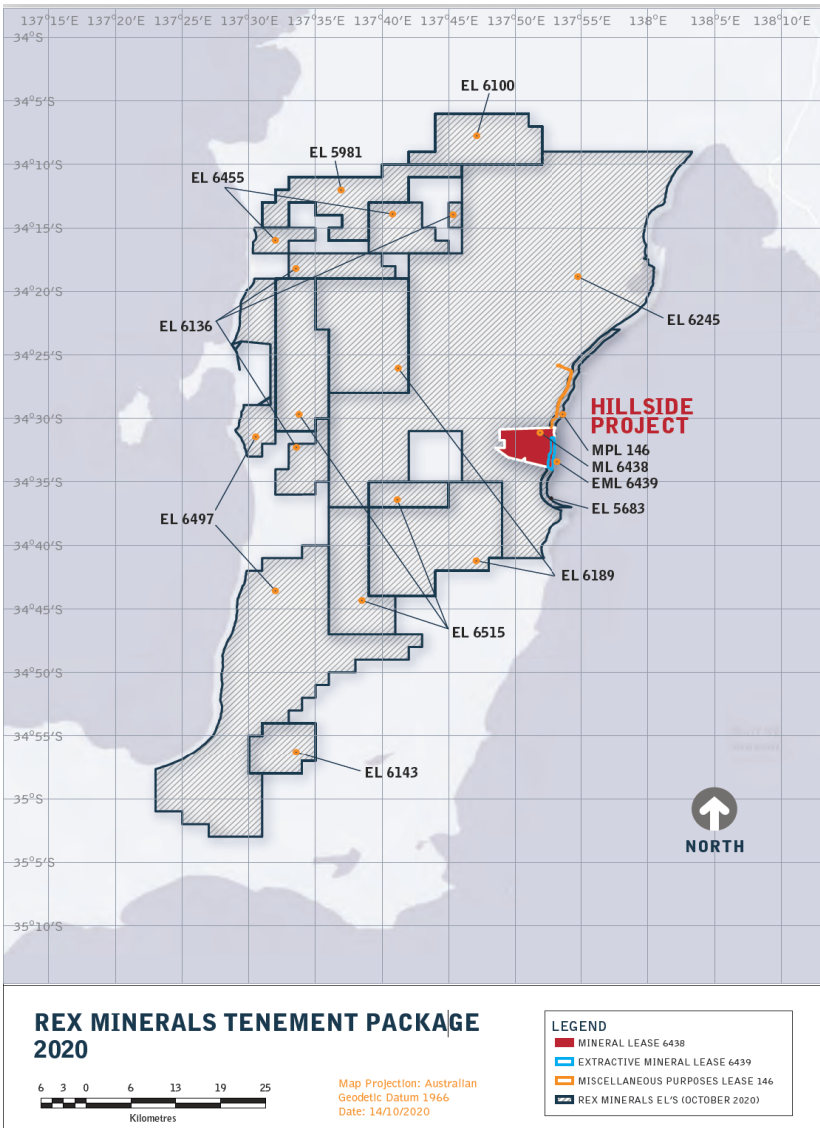 137°15'E 137°20'E 137°25'E 137°30'E 137°35'E 137°40'E 137°45'E 137°50'E 137°55'E 138°E 138°5'E 138°10'E
34°S
34°5'S
EL 6100
EL 5981
34°10'S
EL 6455
34°15'S
34°20'S
EL 6136
EL 6245
34°25'S
34°30'S
HILLSIDE
PROJECT
MPL 146
ML 6438
EML 6439
34°35'S
EL 5683
EL 6497
34°40'S
EL 6189
34°45'S
EL 6515
34°50'S
34°55'S
EL 6143
35°S
NORTH
35°5'S
35°10'S
REX MINERALS TENEMENT PACKAGE
2020
6 3 0 6 13 19 25
Kilometres
Map Projection: Australian
Geodetic Datum 1966
Date: 14/10/2020
LEGEND
MINERAL LEASE 6438
EXTRACTIVE MINERAL LEASE 6439
MISCELLANEOUS PURPOSES LEASE 146
REX MINERALS EL'S (OCTOBER 2020)